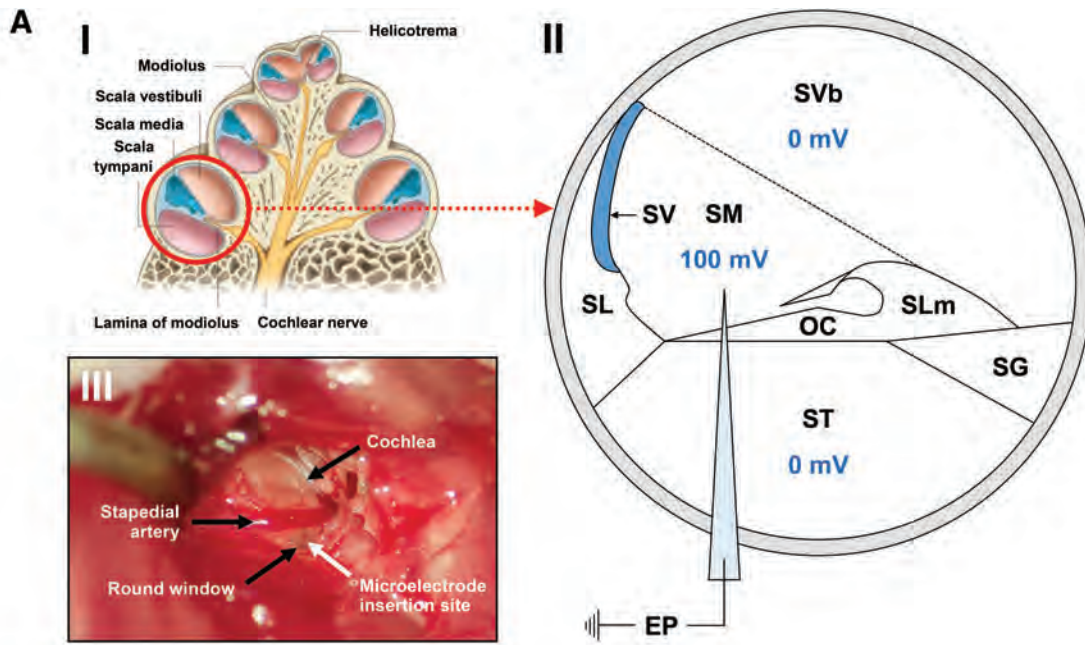 A
I
Helicotrema
Modiolus
Scala vestibuli
Scala media
Scala
tympani
Lamina of modiolus
Cochlear nerve
II
SVb
0 mV
SV
SM
100 mV
SL
SLm
OC
SG
ST
0 mV
EP
III
Cochlea
Stapedial
artery
Round window
Microelectrode
insertion site